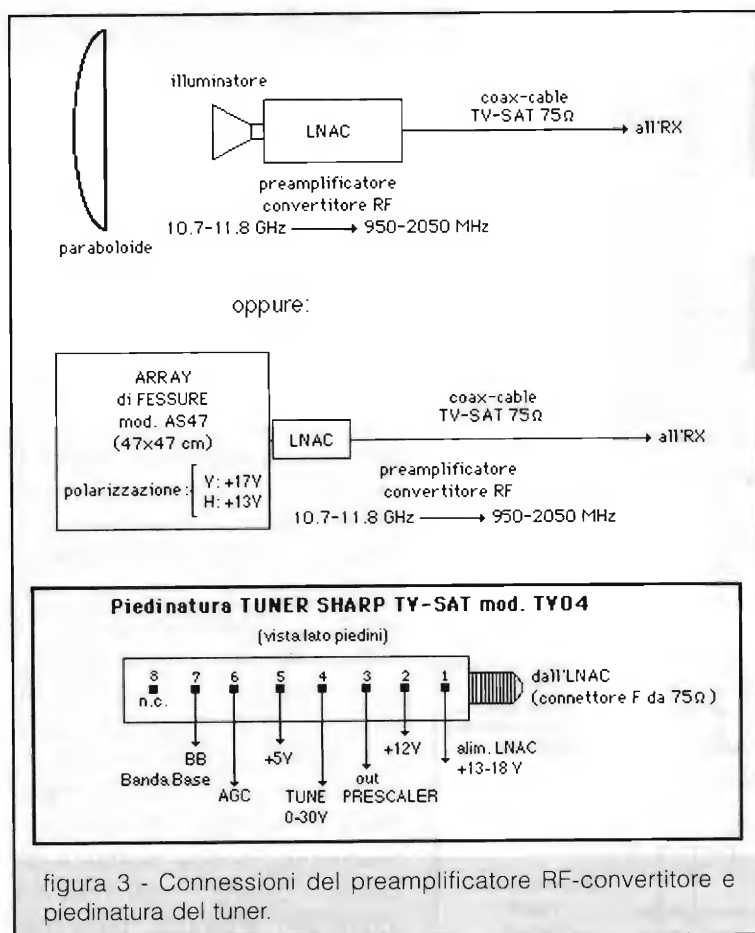 illuminatore
LNAC
coax-cable
TV-SAT 75Ω
all'RX
preamplificatore
convertitore RF
10.7-11.8 GHz → 950-2050 MHz
paraboloide
oppure:
ARRAY
di FESSURE
mod. AS47
(47x47 cm)
polarizzazione: V: +17V
H: +13V
LNAC
coax-cable
TV-SAT 75Ω
all'RX
preamplificatore
convertitore RF
10.7-11.8 GHz → 950-2050 MHz
Piedinatura TUNER SHARP TV-SAT mod. TV04
(vista lato piedini)
8 7 6 5 4 3 2 1
n.c.
dall'LNAC
(connettore F da 75Ω)
BB
Banda Base
AGC
+5V
TUNE
0-30V
out
PRESCALER
+12V
alim. LNAC
+13-18 V
figura 3 - Connessioni del preamplificatore RF-convertitore e
piedinatura del tuner.